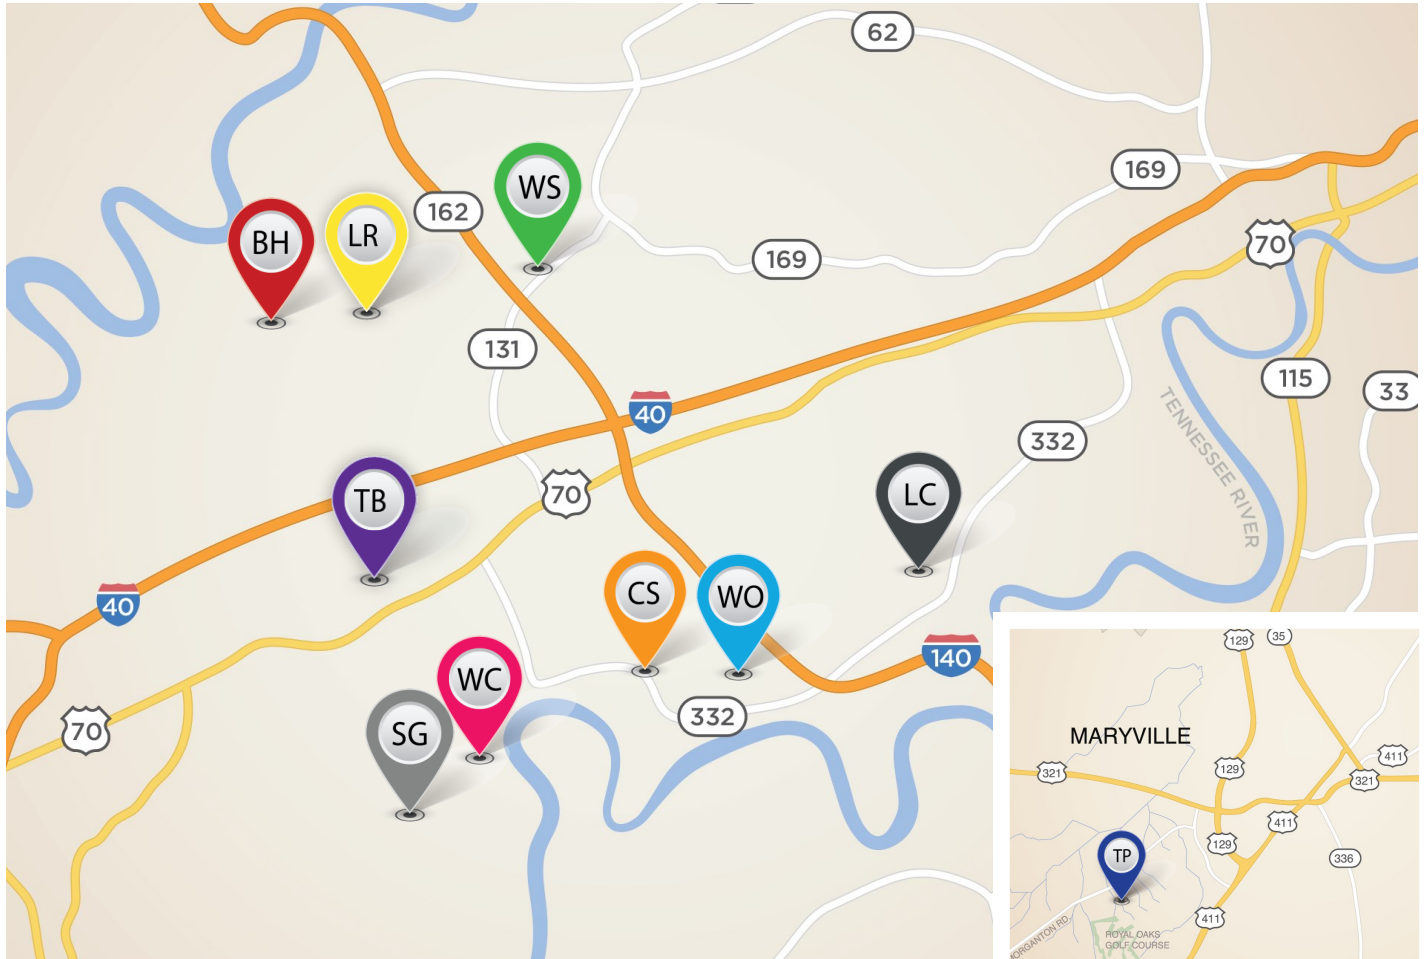 62
169
WS
162
BH
LR
70
169
131
115
33
40
332
TENNESSEE RIVER
70
TB
LC
40
CS
WO
140
WC
332
SG
70
129
35
MARYVILLE
411
321
129
321
411
129
TP
336
411
ROYAL OAKS
GOLF COURSE
MORGANTON RD.